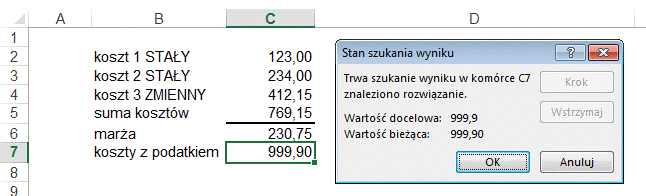 A B C D
1
2 koszt 1 STAŁY 123,00
3 koszt 2 STAŁY 234,00
4 koszt 3 ZMIENNY 412,15
5 suma kosztów 769,15
6 marża 230,75
7 koszty z podatkiem 999,90
8
9
Stan szukania wyniku
?
Trwa szukanie wyniku w komórce C7
znaleziono rozwiązanie.
Wartość docelowa: 999,9
Wartość bieżąca: 999,90
Krok
Wstrzymaj
OK Anuluj